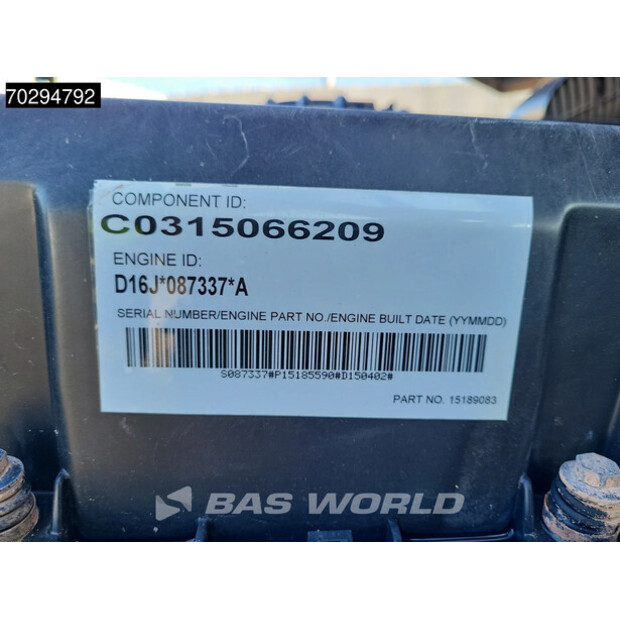 70294792
COMPONENT ID:
C0315066209
ENGINE ID:
D16J*087337*A
SERIAL NUMBER/ENGINE PART NO./ENGINE BUILT DATE (YYMMDD)
S087337#P15185590#D150402#
PART NO. 15189083
BAS WORLD